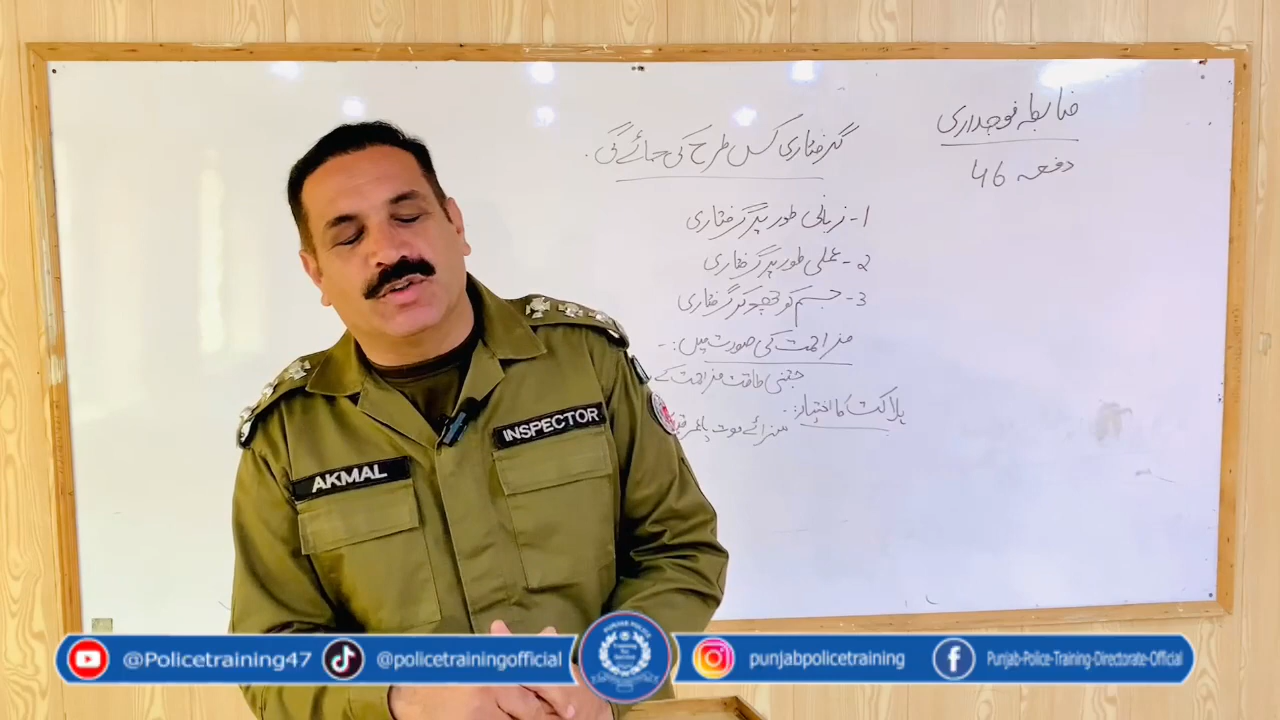 ضابطہ فوجداری
دفعہ 46
گرفتاری کس طرح کی جائے گی
1- زبانی طور پر گرفتاری
2- عملی طور پر گرفتاری
3- جسم کو چھو کر گرفتاری
مزاحمت کی صورت میں :-
جتنی طاقت مزاحمت کے
ہلاکت کا اختیار :-
سزائے موت یا عمر قید
INSPECTOR
AKMAL
PUNJAB POLICE
@Policetraining47
@policetrainingofficial
punjabpolicetraining
Punjab-Police-Training-Directorate-Official